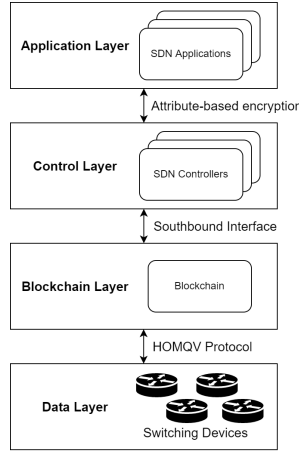 Application Layer
SDN Applications
Attribute-based encryption
Control Layer
SDN Controllers
Southbound Interface
Blockchain Layer
Blockchain
HOMQV Protocol
Data Layer
Switching Devices